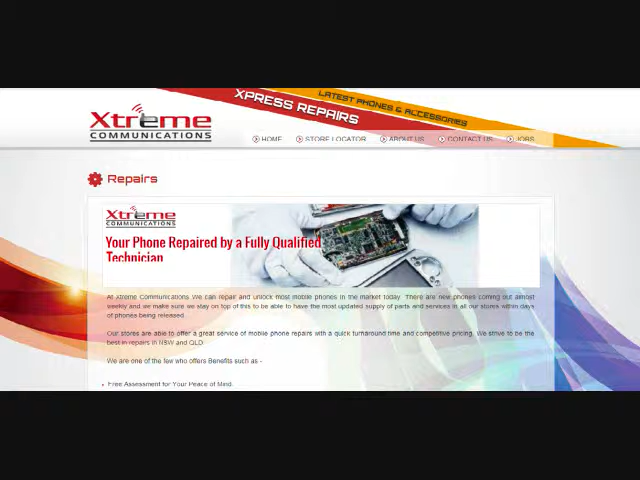 XPRESS REPAIRS
LATEST PHONES & ACCESSORIES
Xtreme
COMMUNICATIONS
HOME STORE LOCATOR ABOUT US CONTACT US JOBS
Repairs
Xtreme
COMMUNICATIONS
Your Phone Repaired by a Fully Qualified
Technician
At Xtreme Communications We can repair and unlock most mobile phones in the market today. There are new phones coming out almost
weekly and we make sure we stay on top of this to be able to have the most updated supply of parts and services in all our stores within days
of phones being released.
Our stores are able to offer a great service of mobile phone repairs with a quick turnaround time and competitive pricing. We strive to be the
best in repairs in NSW and QLD.
We are one of the few who offers Benefits such as -
Free Assessment for Your Peace of Mind.